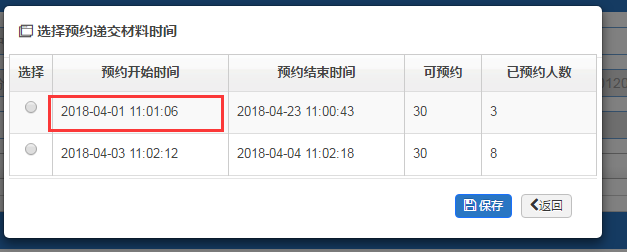 选择预约递交材料时间
选择 预约开始时间 预约结束时间 可预约 已预约人数
2018-04-01 11:01:06 2018-04-23 11:00:43 30 3
2018-04-03 11:02:12 2018-04-04 11:02:18 30 8
保存 返回